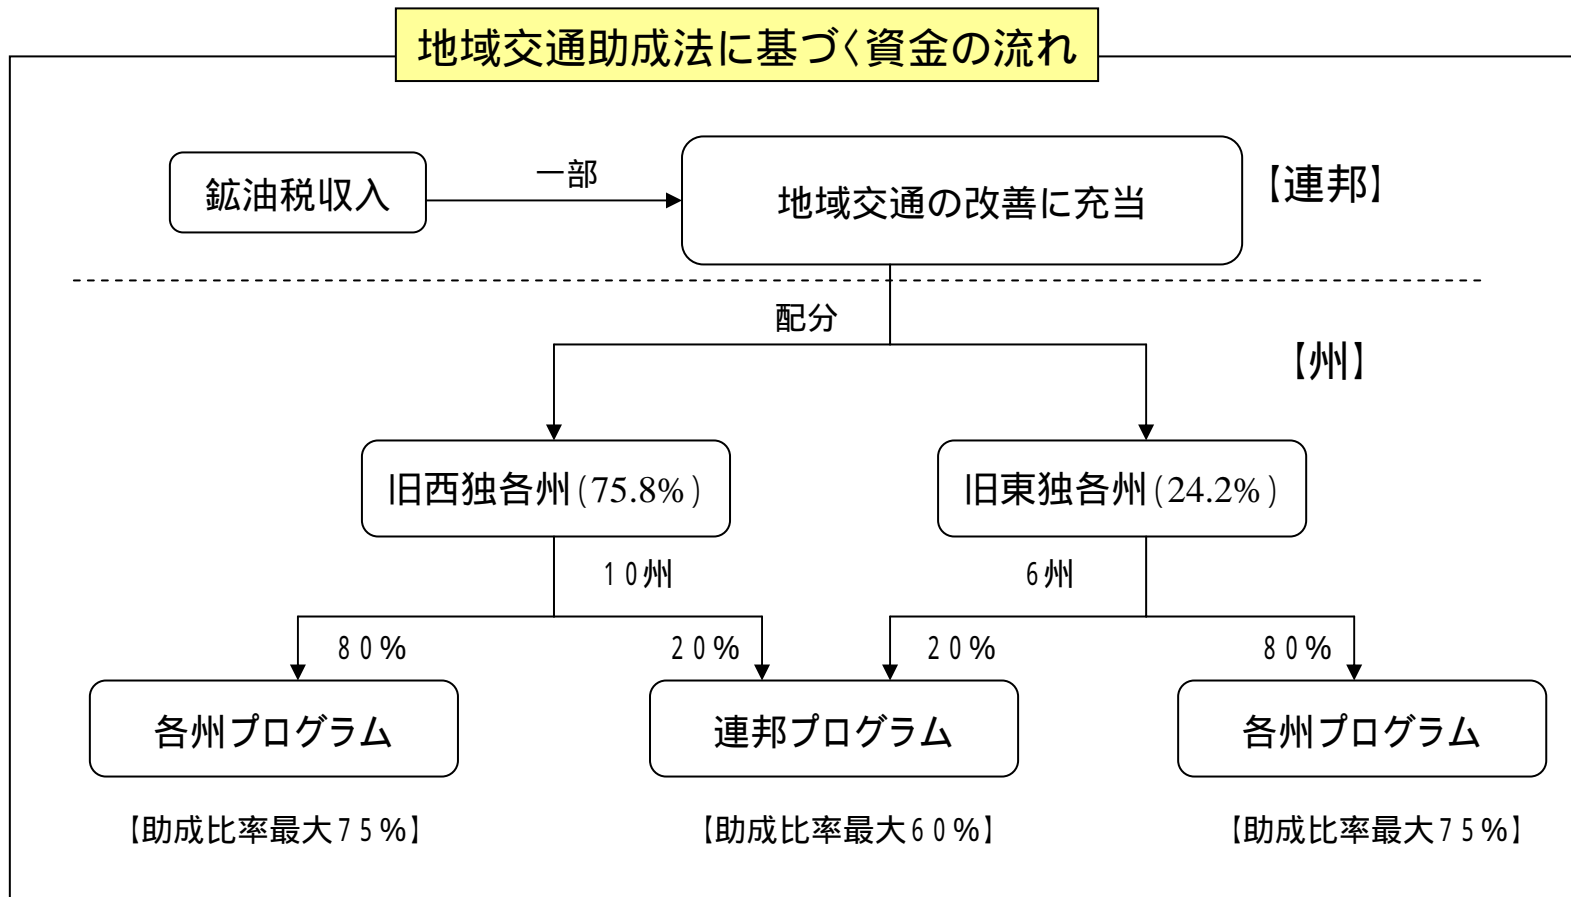 地域交通助成法に基づく資金の流れ
鉱油税収入
一部
地域交通の改善に充当
【連邦】
配分
【州】
旧西独各州(75.8%)
旧東独各州(24.2%)
10州
6州
80%
20%
20%
80%
各州プログラム
連邦プログラム
各州プログラム
【助成比率最大75%】
【助成比率最大60%】
【助成比率最大75%】